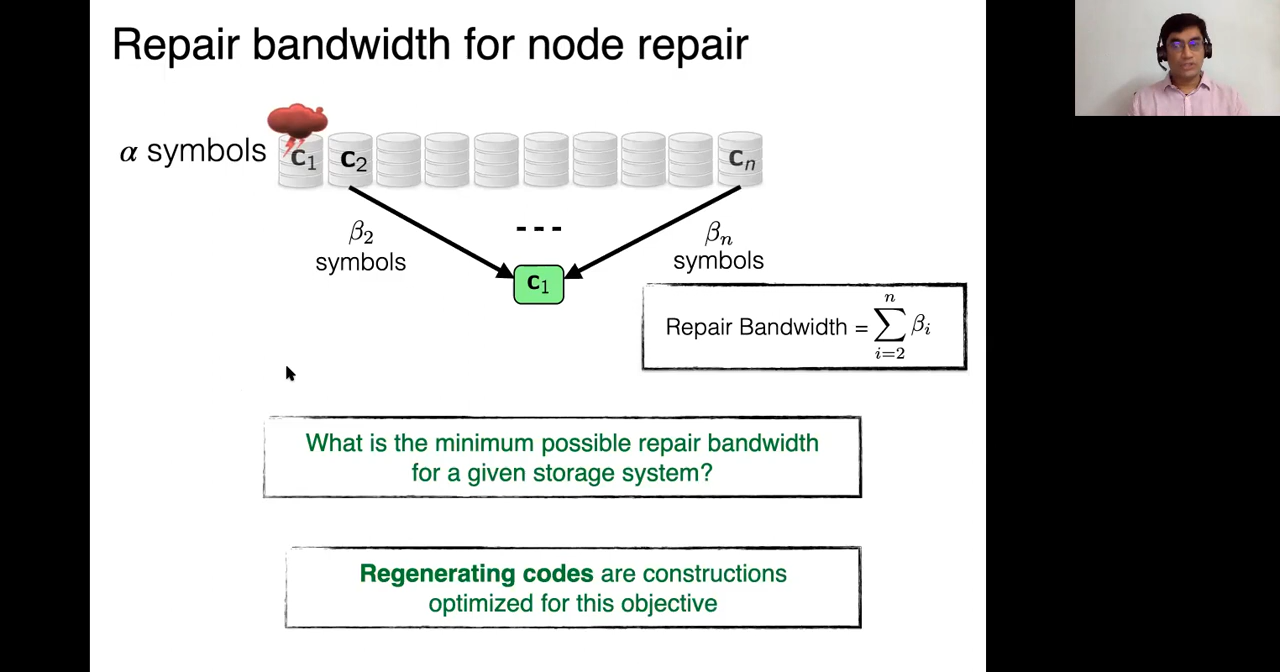 Repair bandwidth for node repair
α symbols
c₁
c₂
cₙ
β₂
symbols
- - -
βₙ
symbols
c₁
Repair Bandwidth = ∑ᵢ₌₂ⁿ βᵢ
What is the minimum possible repair bandwidth
for a given storage system?
Regenerating codes are constructions
optimized for this objective